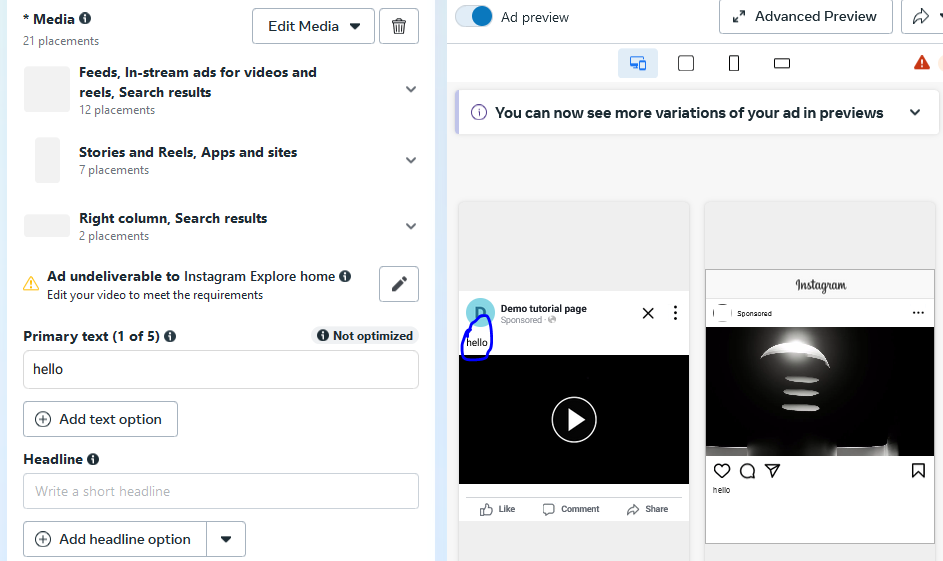 * Media
Edit Media
21 placements
Feeds, In-stream ads for videos and
reels, Search results
12 placements
Stories and Reels, Apps and sites
7 placements
Right column, Search results
2 placements
Ad undeliverable to Instagram Explore home
Edit your video to meet the requirements
Primary text (1 of 5)
Not optimized
hello
Add text option
Headline
Write a short headline
Add headline option
Ad preview
Advanced Preview
You can now see more variations of your ad in previews
D
Demo tutorial page
Sponsored ·
hello
Like
Comment
Share
Instagram
Sponsored
hello